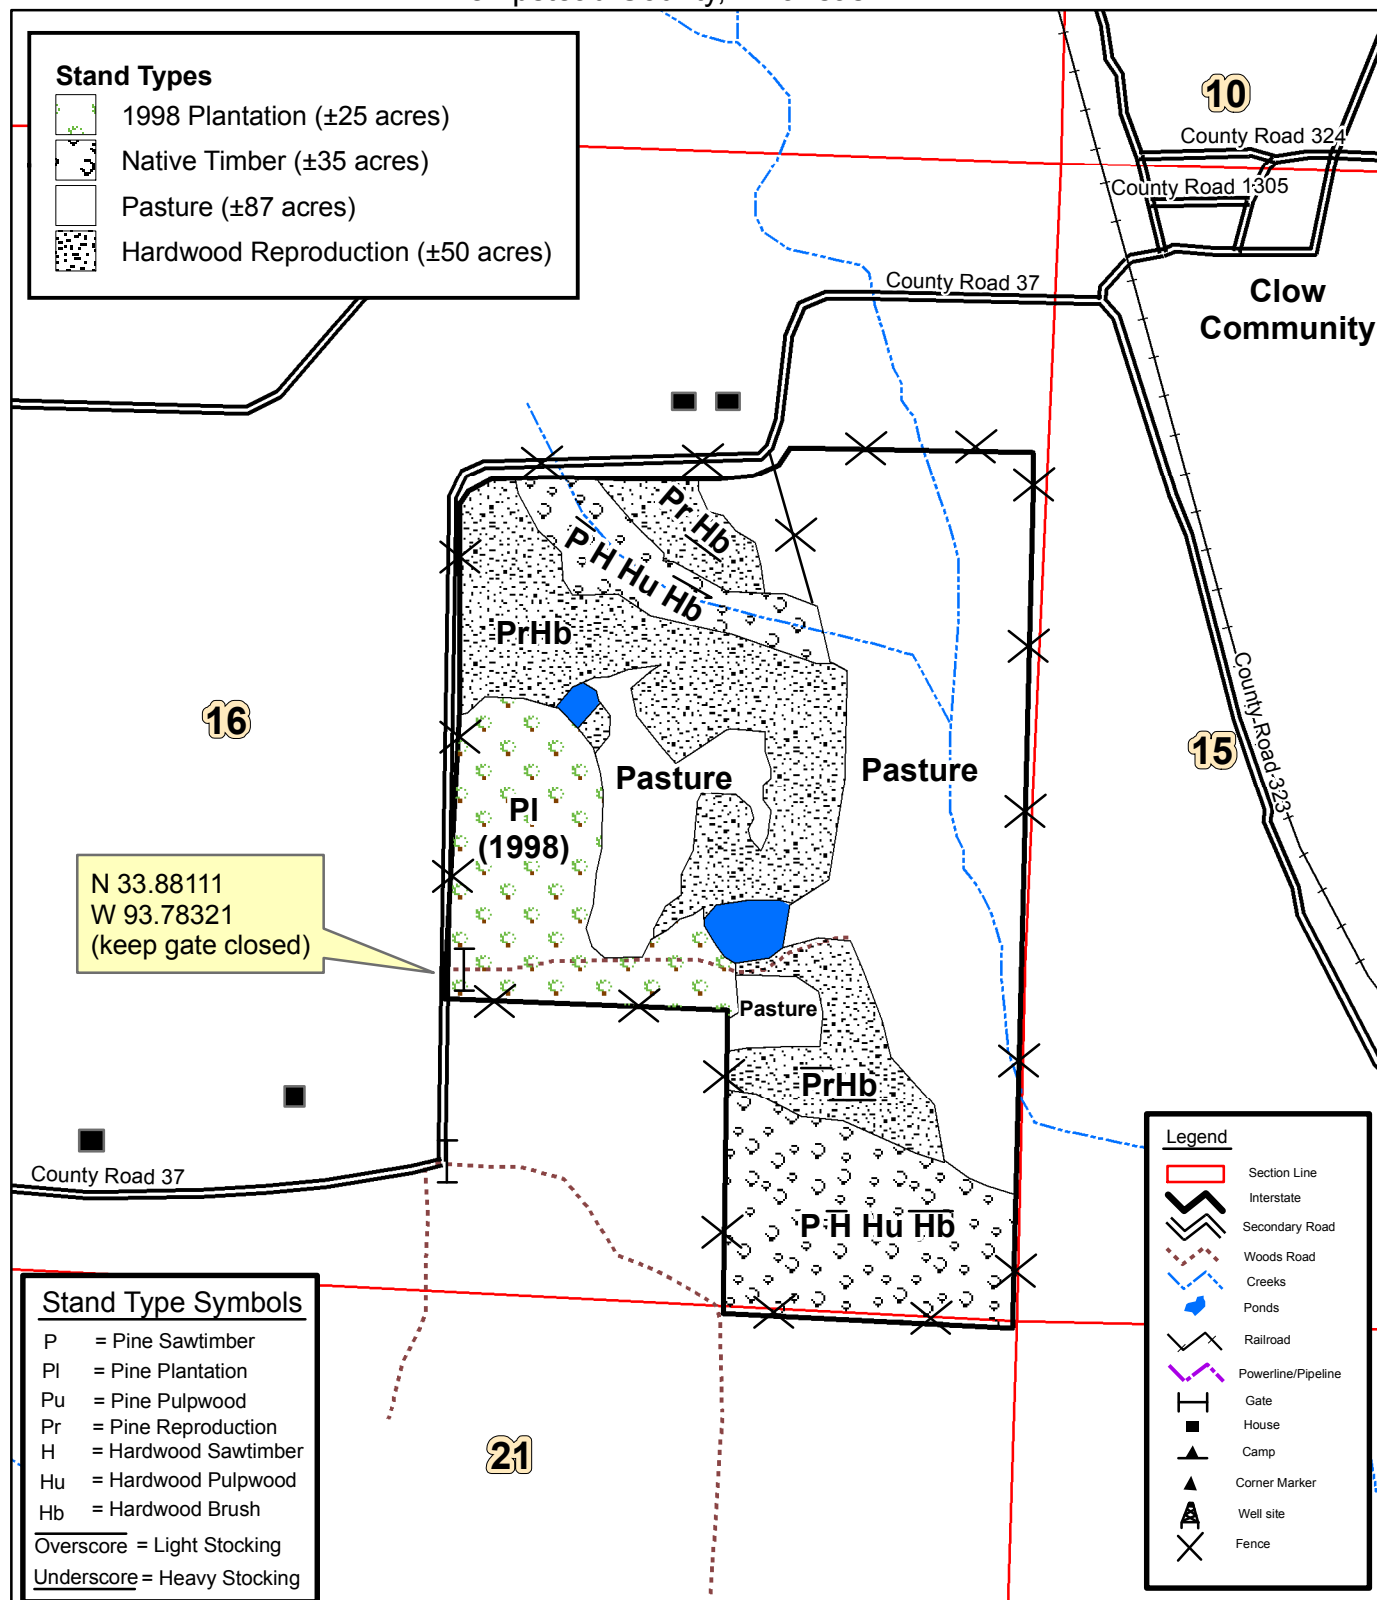 Stand Types
1998 Plantation (±25 acres)
Native Timber (±35 acres)
Pasture (±87 acres)
Hardwood Reproduction (±50 acres)
10
County Road 324
County Road 1305
County Road 37
Clow
Community
Pr Hb
P H Hu Hb
PrHb
16
15
County Road 323
Pasture
Pasture
Pl
(1998)
N 33.88111
W 93.78321
(keep gate closed)
Pasture
PrHb
County Road 37
P H Hu Hb
21
Stand Type Symbols
P = Pine Sawtimber
Pl = Pine Plantation
Pu = Pine Pulpwood
Pr = Pine Reproduction
H = Hardwood Sawtimber
Hu = Hardwood Pulpwood
Hb = Hardwood Brush
Overscore = Light Stocking
Underscore = Heavy Stocking
Legend
Section Line
Interstate
Secondary Road
Woods Road
Creeks
Ponds
Railroad
Powerline/Pipeline
Gate
House
Camp
Corner Marker
Well site
Fence